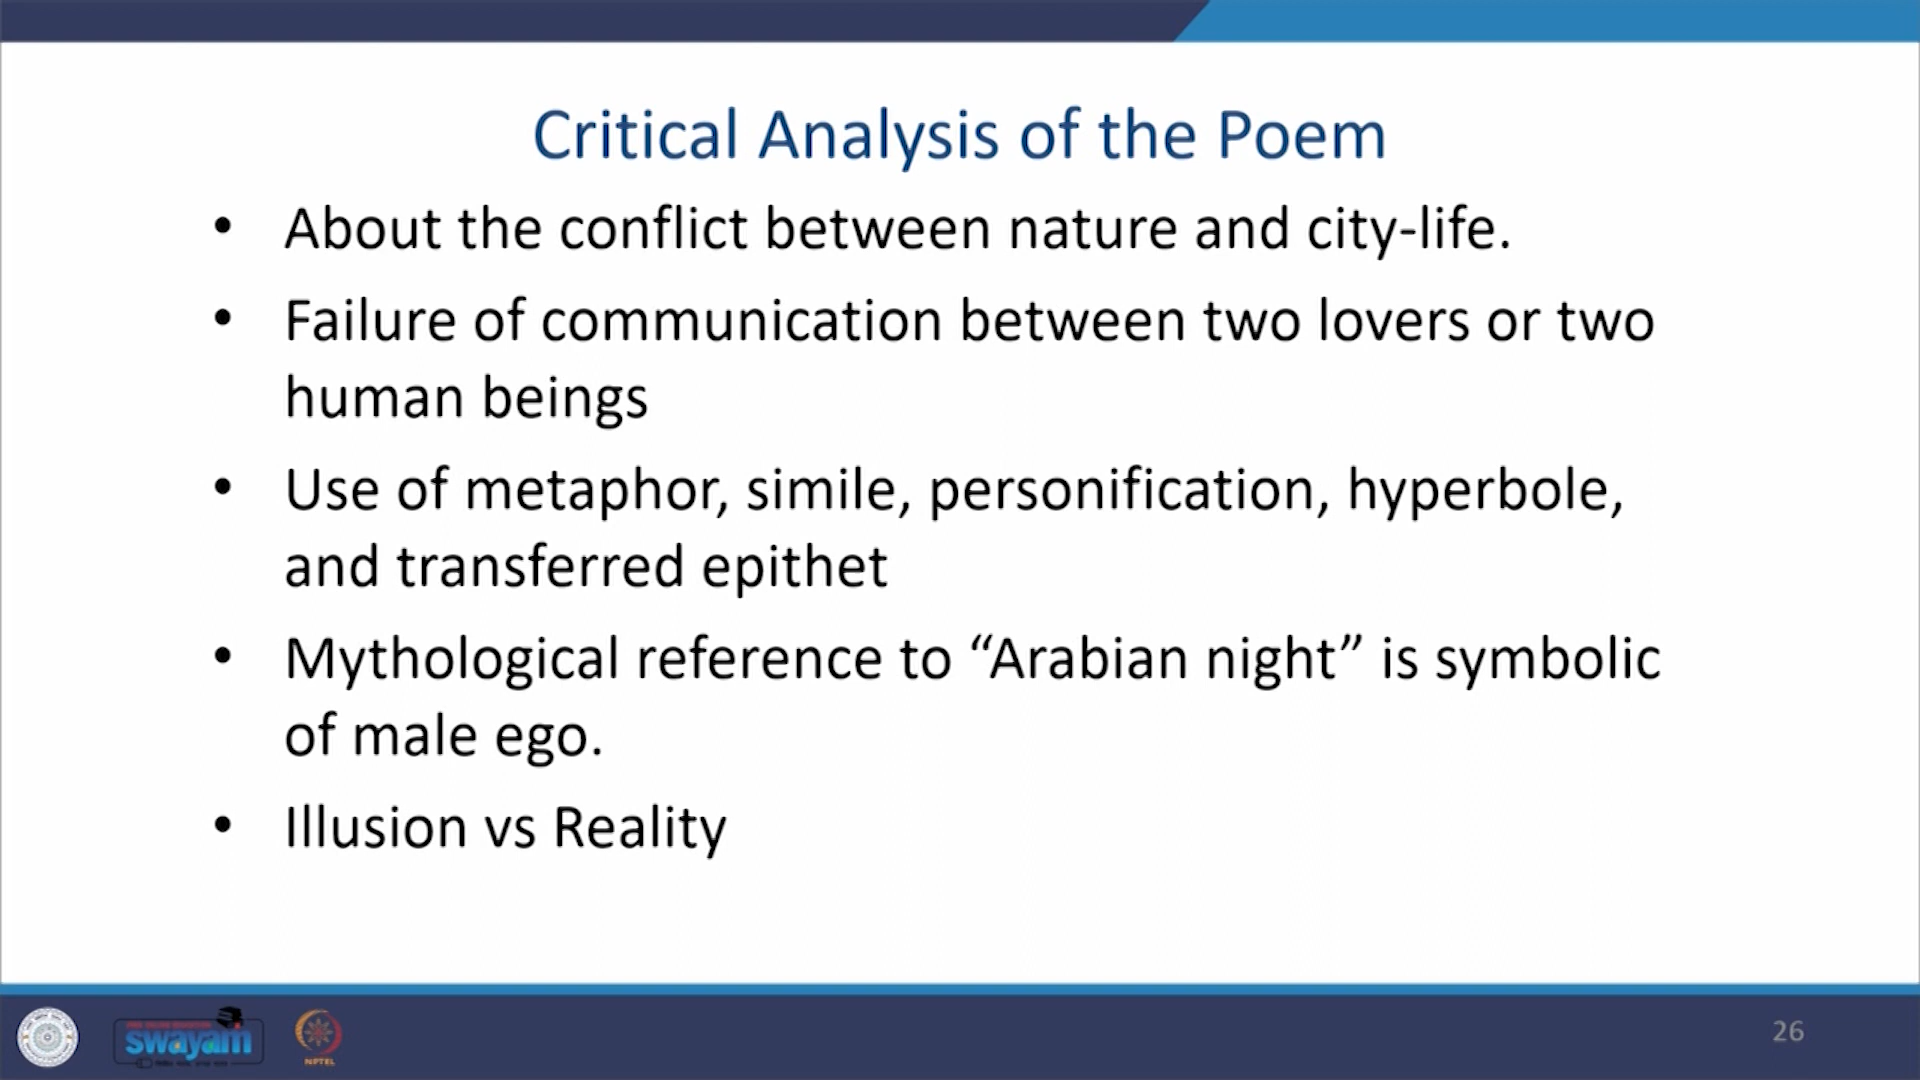 Critical Analysis of the Poem
• About the conflict between nature and city-life.
• Failure of communication between two lovers or two
human beings
• Use of metaphor, simile, personification, hyperbole,
and transferred epithet
• Mythological reference to “Arabian night” is symbolic
of male ego.
• Illusion vs Reality
swayam
NPTEL
26